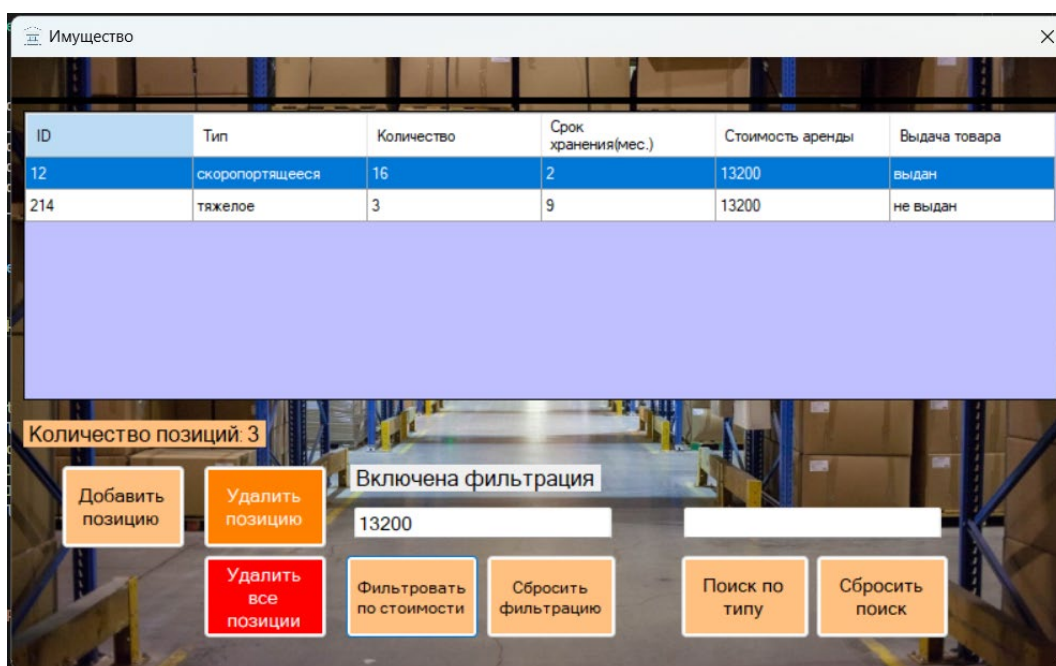 Имущество
ID Тип Количество Срок хранения(мес.) Стоимость аренды Выдача товара
12 скоропортящееся 16 2 13200 выдан
214 тяжелое 3 9 13200 не выдан
Количество позиций: 3
Добавить позицию
Удалить позицию
Включена фильтрация
13200
Удалить все позиции
Фильтровать по стоимости
Сбросить фильтрацию
Поиск по типу
Сбросить поиск